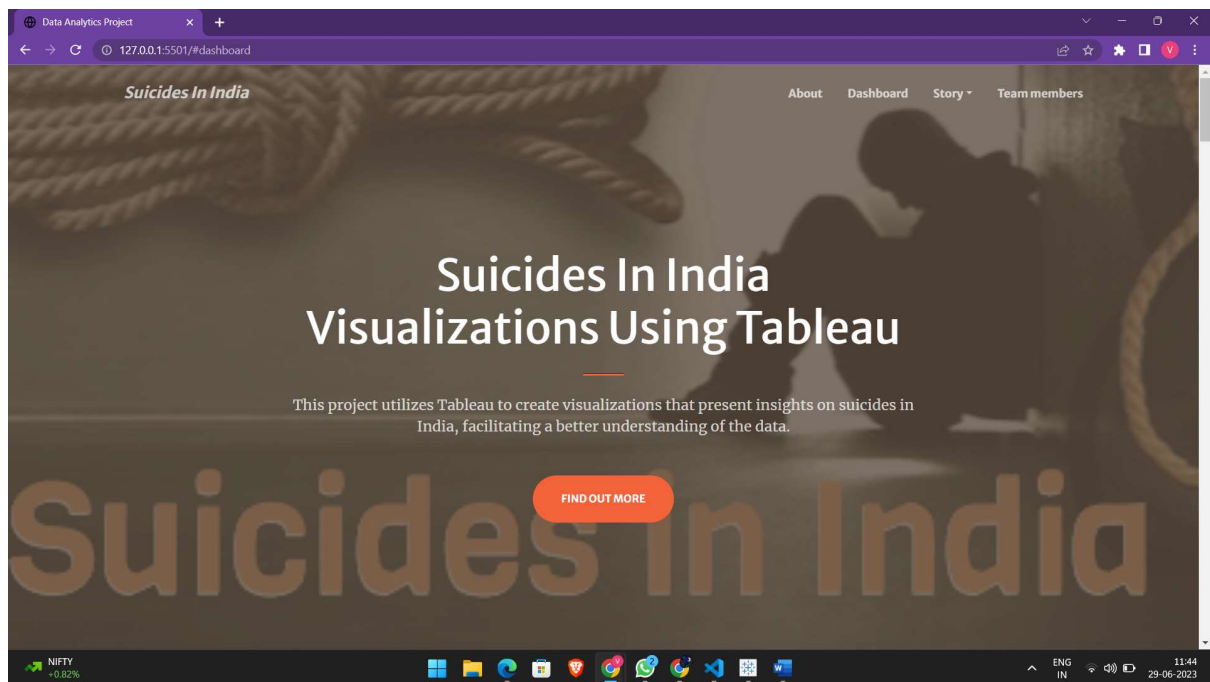 Data Analytics Project
127.0.0.1:5501/#dashboard
V
Suicides In India
About Dashboard Story Team members
Suicides In India
Visualizations Using Tableau
This project utilizes Tableau to create visualizations that present insights on suicides in
India, facilitating a better understanding of the data.
FIND OUT MORE
Suicides in India
NIFTY
+0.82%
2
ENG
IN
11:44
29-06-2023